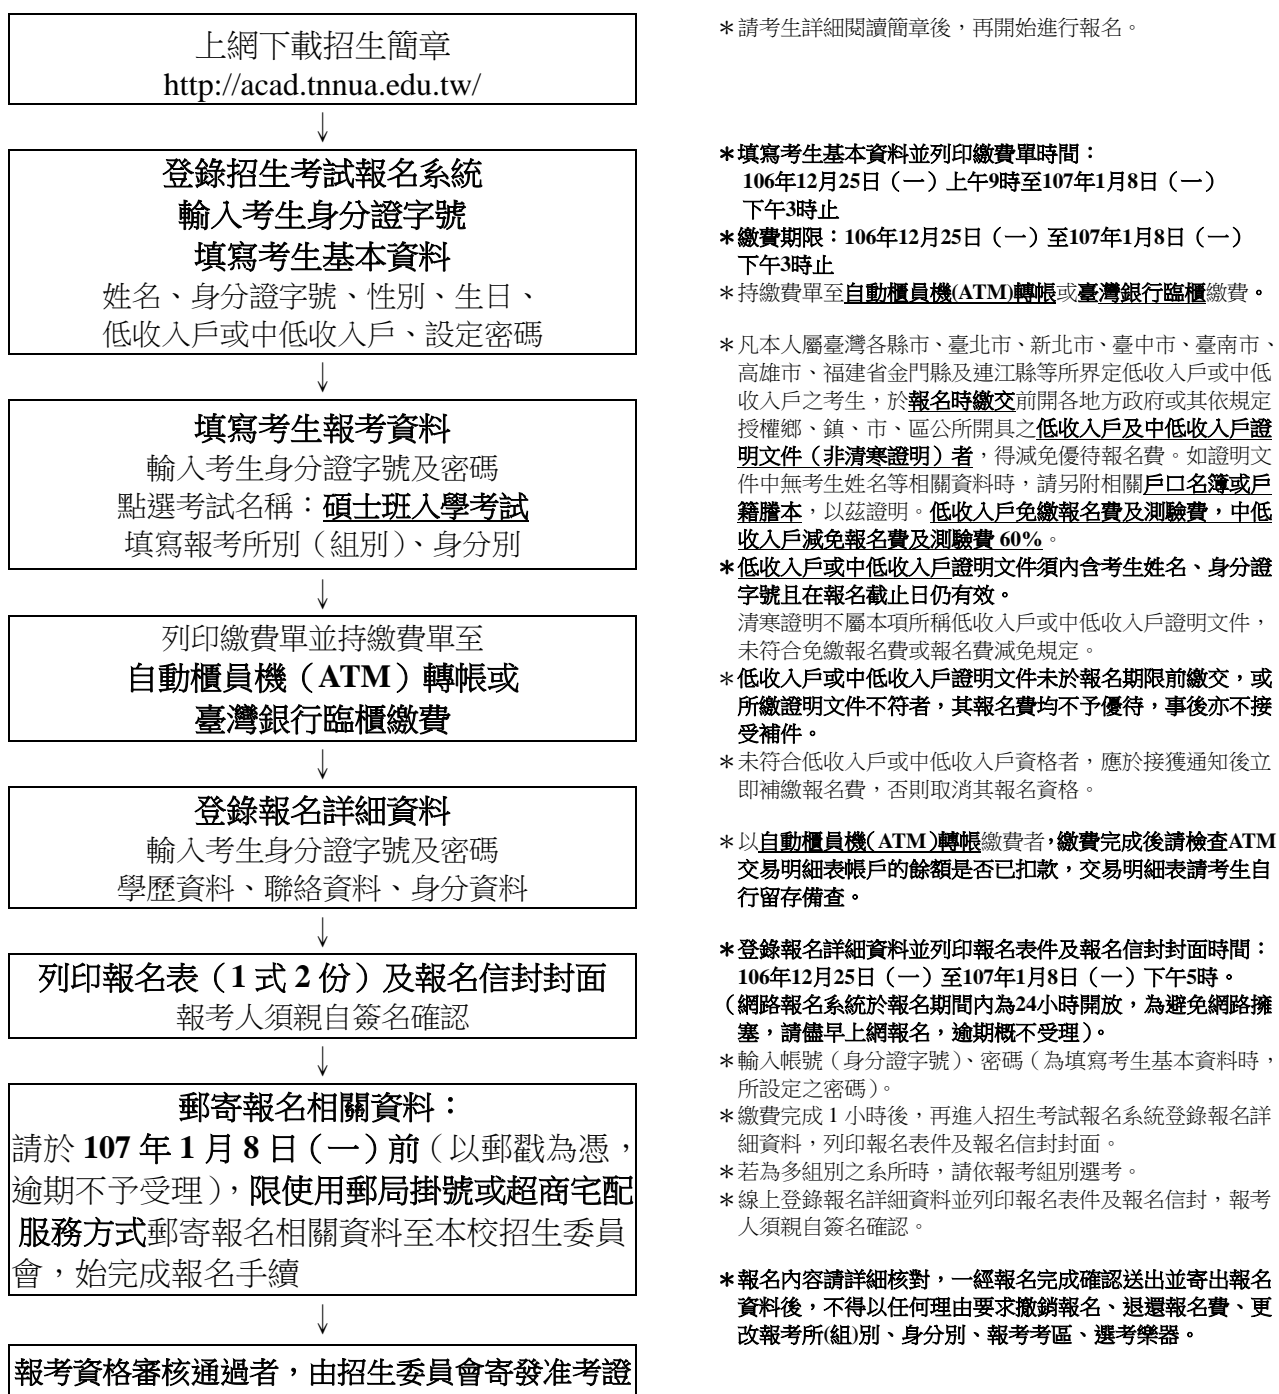 上網下載招生簡章
http://acad.tnnua.edu.tw/
↓
登錄招生考試報名系統
輸入考生身分證字號
填寫考生基本資料
姓名、身分證字號、性別、生日、
低收入戶或中低收入戶、設定密碼
↓
填寫考生報考資料
輸入考生身分證字號及密碼
點選考試名稱：碩士班入學考試
填寫報考所別（組別）、身分別
↓
列印繳費單並持繳費單至
自動櫃員機（ATM）轉帳或
臺灣銀行臨櫃繳費
↓
登錄報名詳細資料
輸入考生身分證字號及密碼
學歷資料、聯絡資料、身分資料
↓
列印報名表（1 式 2 份）及報名信封封面
報考人須親自簽名確認
↓
郵寄報名相關資料：
請於 107 年 1 月 8 日（一）前（以郵戳為憑，
逾期不予受理），限使用郵局掛號或超商宅配
服務方式郵寄報名相關資料至本校招生委員
會，始完成報名手續
↓
報考資格審核通過者，由招生委員會寄發准考證
＊請考生詳細閱讀簡章後，再開始進行報名。
＊填寫考生基本資料並列印繳費單時間：
106年12月25日（一）上午9時至107年1月8日（一）
下午3時止
＊繳費期限：106年12月25日（一）至107年1月8日（一）
下午3時止
＊持繳費單至自動櫃員機(ATM)轉帳或臺灣銀行臨櫃繳費。
＊凡本人屬臺灣各縣市、臺北市、新北市、臺中市、臺南市、
高雄市、福建省金門縣及連江縣等所界定低收入戶或中低
收入戶之考生，於報名時繳交前開各地方政府或其依規定
授權鄉、鎮、市、區公所開具之低收入戶及中低收入戶證
明文件（非清寒證明）者，得減免優待報名費。如證明文
件中無考生姓名等相關資料時，請另附相關戶口名簿或戶
籍謄本，以茲證明。低收入戶免繳報名費及測驗費，中低
收入戶減免報名費及測驗費 60%。
＊低收入戶或中低收入戶證明文件須內含考生姓名、身分證
字號且在報名截止日仍有效。
清寒證明不屬本項所稱低收入戶或中低收入戶證明文件，
未符合免繳報名費或報名費減免規定。
＊低收入戶或中低收入戶證明文件未於報名期限前繳交，或
所繳證明文件不符者，其報名費均不予優待，事後亦不接
受補件。
＊未符合低收入戶或中低收入戶資格者，應於接獲通知後立
即補繳報名費，否則取消其報名資格。
＊以自動櫃員機（ATM）轉帳繳費者，繳費完成後請檢查ATM
交易明細表帳戶的餘額是否已扣款，交易明細表請考生自
行留存備查。
＊登錄報名詳細資料並列印報名表件及報名信封封面時間：
106年12月25日（一）至107年1月8日（一）下午5時。
（網路報名系統於報名期間內為24小時開放，為避免網路擁
塞，請儘早上網報名，逾期概不受理）。
＊輸入帳號（身分證字號）、密碼（為填寫考生基本資料時，
所設定之密碼）。
＊繳費完成 1 小時後，再進入招生考試報名系統登錄報名詳
細資料，列印報名表件及報名信封封面。
＊若為多組別之系所時，請依報考組別選考。
＊線上登錄報名詳細資料並列印報名表件及報名信封，報考
人須親自簽名確認。
＊報名內容請詳細核對，一經報名完成確認送出並寄出報名
資料後，不得以任何理由要求撤銷報名、退還報名費、更
改報考所(組)別、身分別、報考考區、選考樂器。